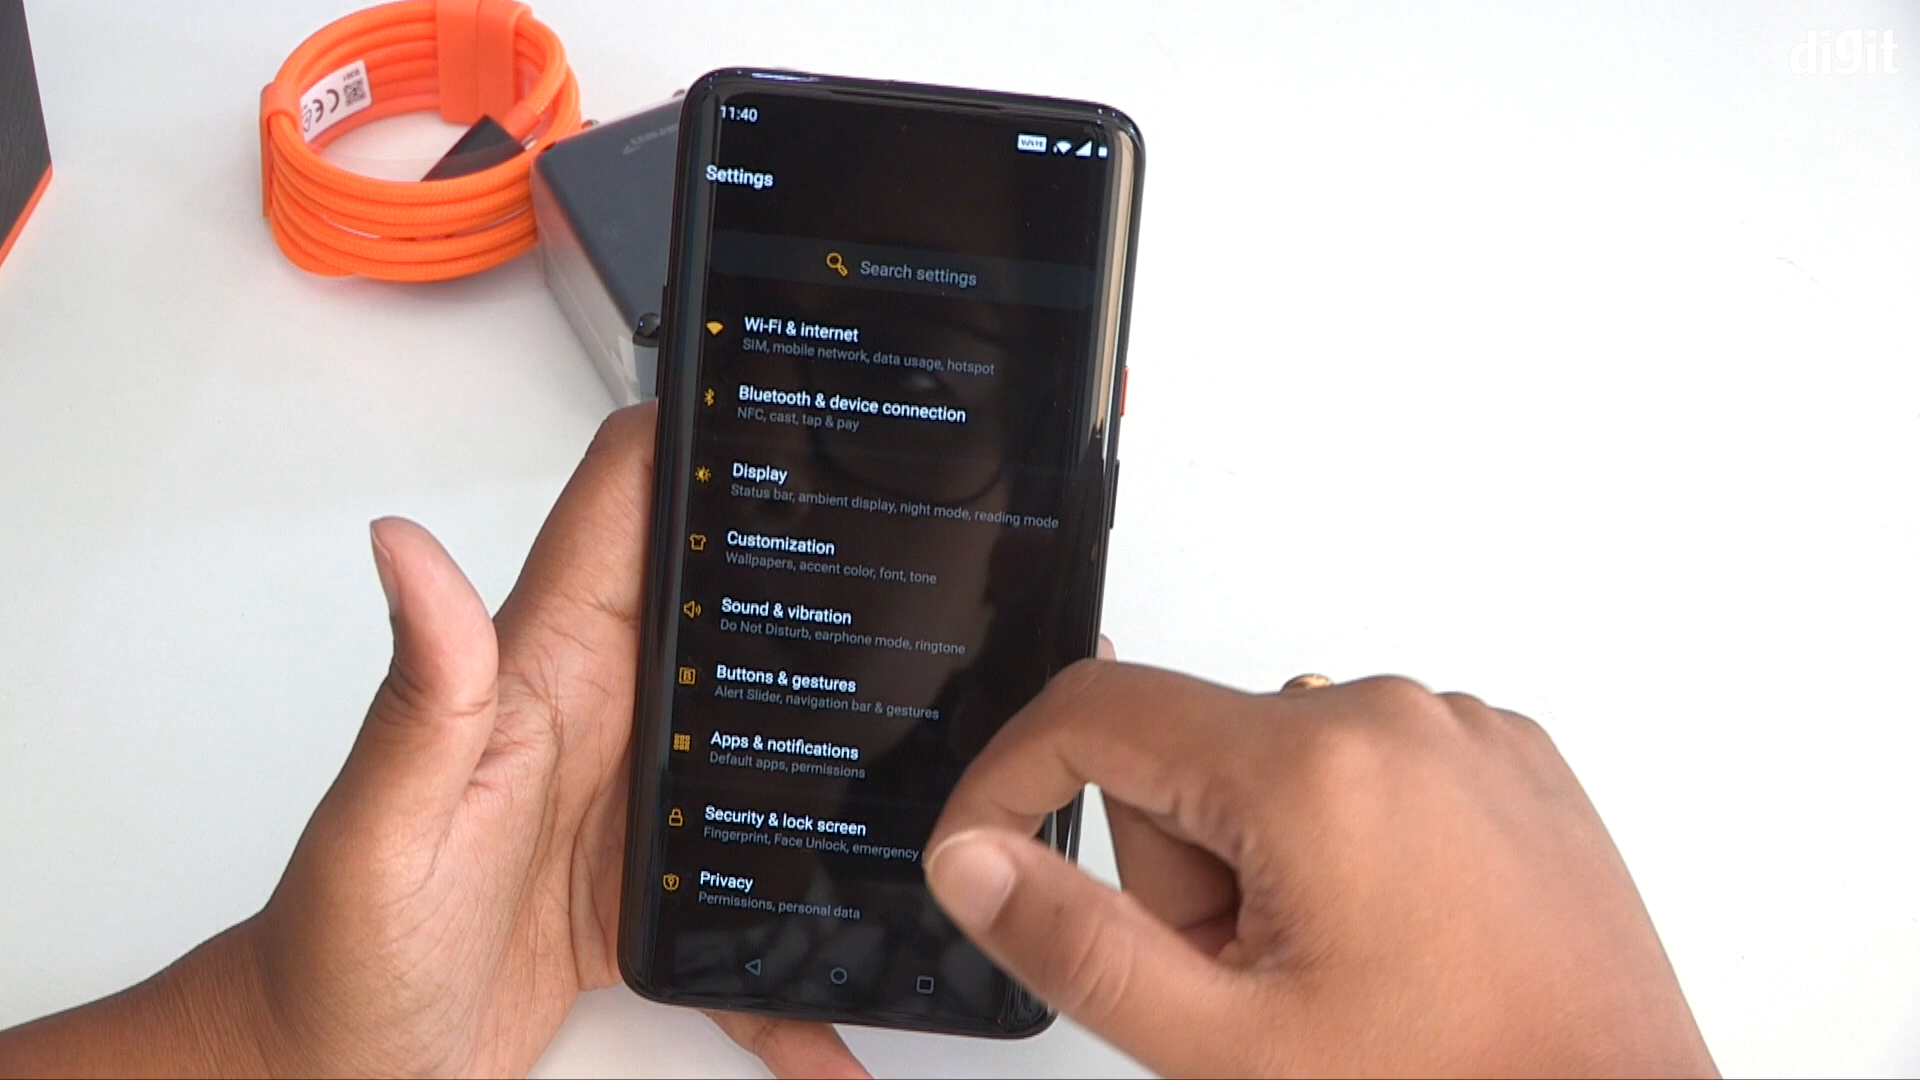 digit
11:40
VoLTE
Settings
Search settings
Wi-Fi & internet
SIM, mobile network, data usage, hotspot
Bluetooth & device connection
NFC, cast, tap & pay
Display
Status bar, ambient display, night mode, reading mode
Customization
Wallpapers, accent color, font, tone
Sound & vibration
Do Not Disturb, earphone mode, ringtone
Buttons & gestures
Alert Slider, navigation bar & gestures
Apps & notifications
Default apps, permissions
Security & lock screen
Fingerprint, Face Unlock, emergency
Privacy
Permissions, personal data